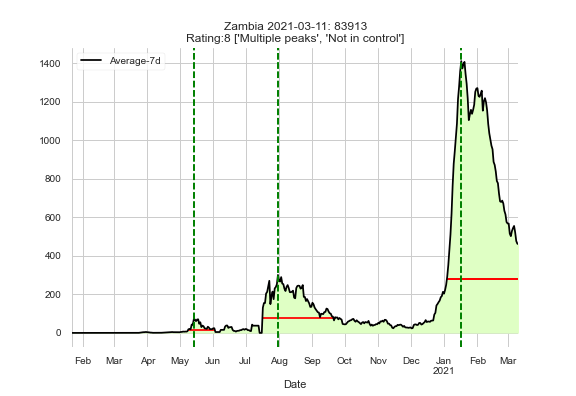 Zambia 2021-03-11: 83913
Rating:8 ['Multiple peaks', 'Not in control']
Average-7d
1400
1200
1000
800
600
400
200
0
Feb Mar Apr May Jun Jul Aug Sep Oct Nov Dec Jan Feb Mar
2021
Date